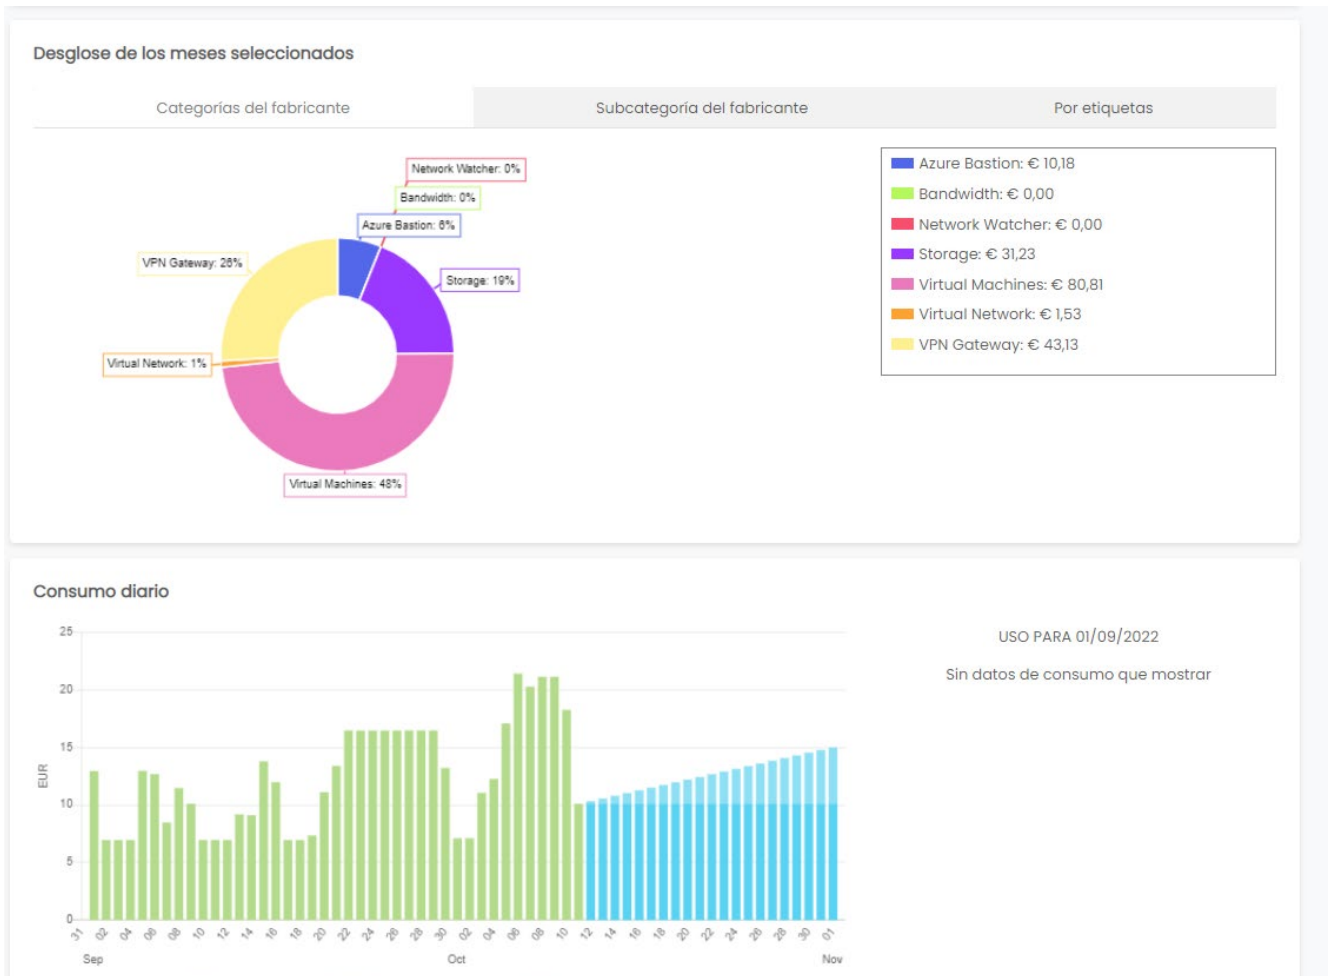 Desglose de los meses seleccionados
Categorías del fabricante
Subcategoría del fabricante
Por etiquetas
Network Watcher: 0%
Bandwidth: 0%
Azure Bastion: 6%
VPN Gateway: 26%
Storage: 19%
Virtual Network: 1%
Virtual Machines: 48%
Azure Bastion: € 10,18
Bandwidth: € 0,00
Network Watcher: € 0,00
Storage: € 31,23
Virtual Machines: € 80,81
Virtual Network: € 1,53
VPN Gateway: € 43,13
Consumo diario
USO PARA 01/09/2022
Sin datos de consumo que mostrar
25
20
15
10
5
0
EUR
31 02 04 06 08 10 12 14 16 18 20 22 24 26 28 30 02 04 06 08 10 12 14 16 18 20 22 24 26 28 30 01
Sep Oct Nov